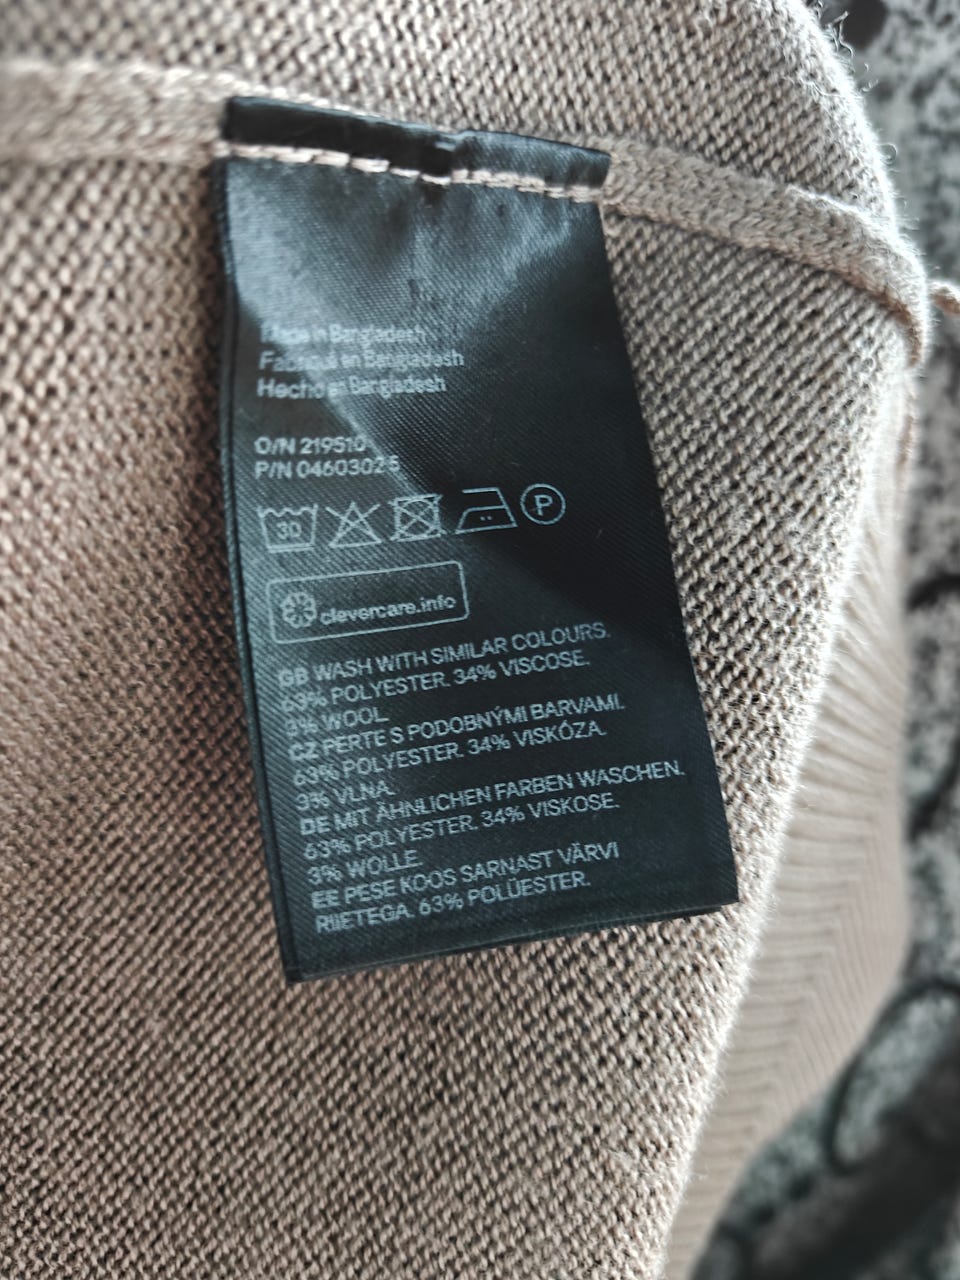 Made in Bangladesh
Fabriqué en Bangladesh
Hecho en Bangladesh
O/N 219510
P/N 0460302 5
30
P
clevercare.info
GB WASH WITH SIMILAR COLOURS.
63% POLYESTER. 34% VISCOSE.
3% WOOL.
CZ PERTE S PODOBNÝMI BARVAMI.
63% POLYESTER. 34% VISKÓZA.
3% VLNA.
DE MIT ÄHNLICHEN FARBEN WASCHEN.
63% POLYESTER. 34% VISKOSE.
3% WOLLE.
EE PESE KOOS SARNAST VÄRVI
RIIETEGA. 63% POLÜESTER.